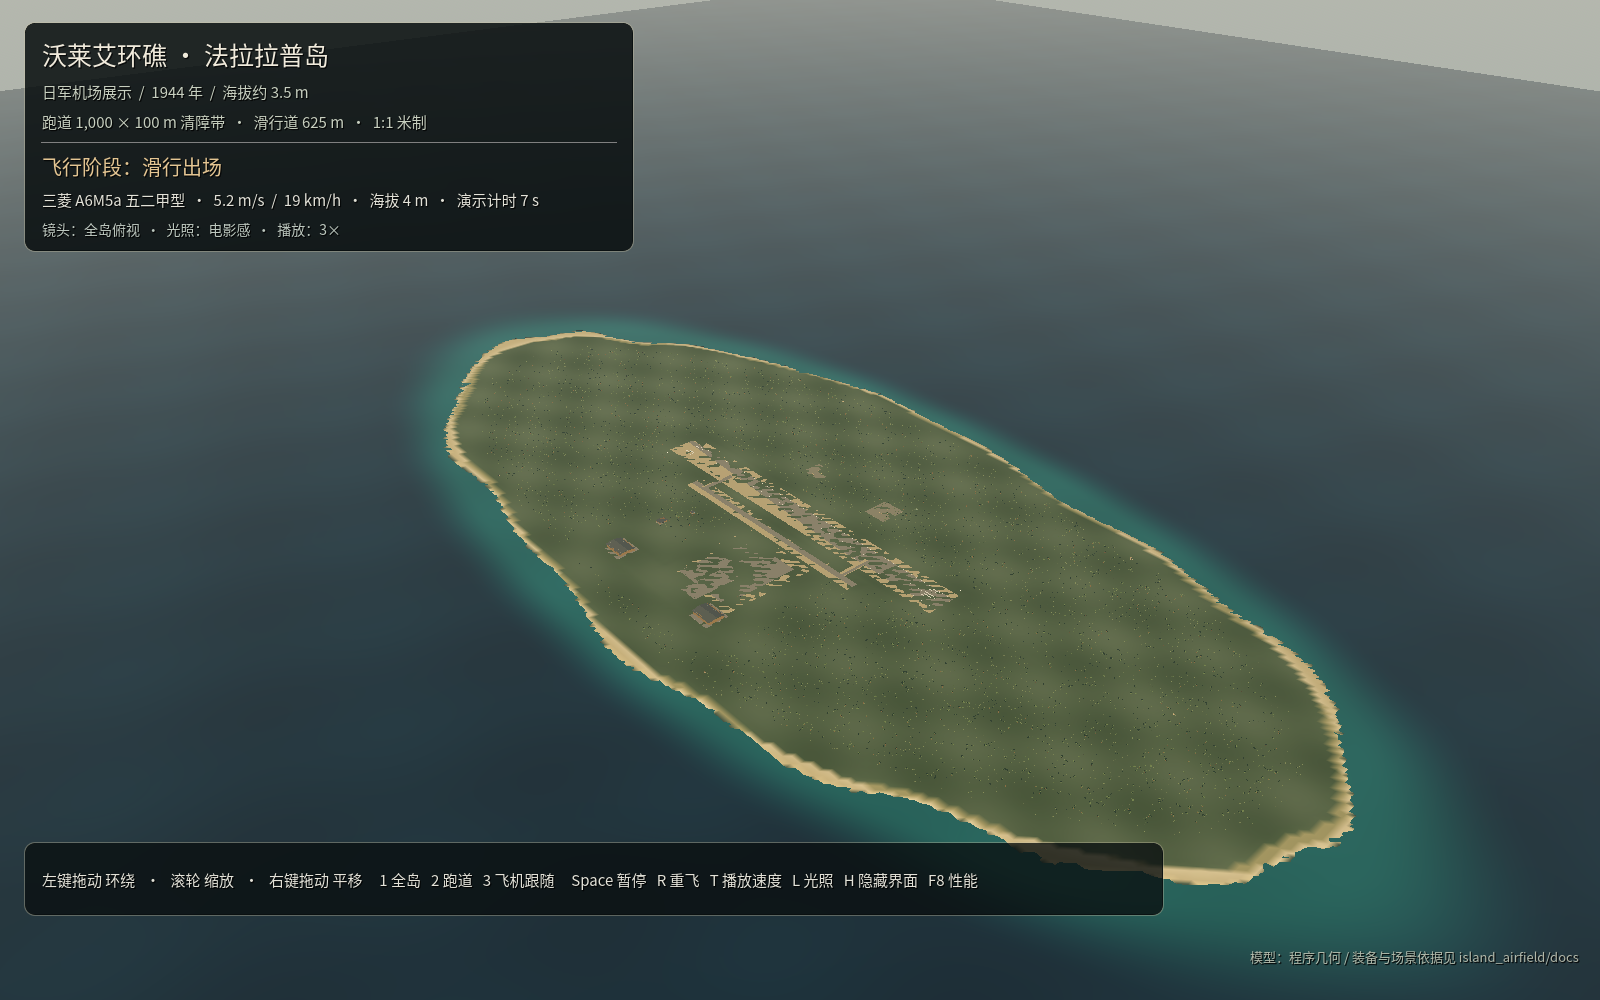 沃莱艾环礁 · 法拉拉普岛
日军机场展示 / 1944 年 / 海拔约 3.5 m
跑道 1,000 × 100 m 清障带 · 滑行道 625 m · 1:1 米制
飞行阶段：滑行出场
三菱 A6M5a 五二甲型 · 5.2 m/s / 19 km/h · 海拔 4 m · 演示计时 7 s
镜头：全岛俯视 · 光照：电影感 · 播放：3×
左键拖动 环绕 · 滚轮 缩放 · 右键拖动 平移 1 全岛 2 跑道 3 飞机跟随 Space 暂停 R 重飞 T 播放速度 L 光照 H 隐藏界面 F8 性能
模型：程序几何 / 装备与场景依据见 island_airfield/docs